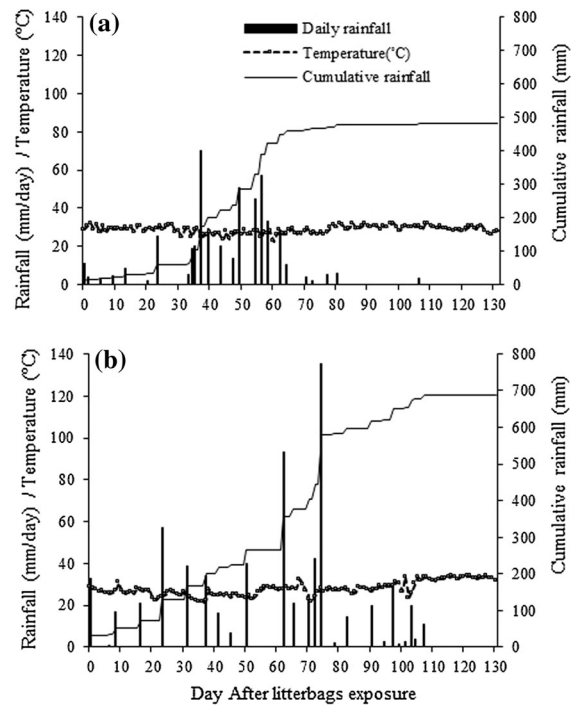 (a)
Daily rainfall
Temperature(°C)
Cumulative rainfall
Rainfall (mm/day) / Temperature (°C)
140
120
100
80
60
40
20
0
Cumulative rainfall (mm)
800
700
600
500
400
300
200
100
0
0 10 20 30 40 50 60 70 80 90 100 110 120 130
(b)
Rainfall (mm/day) / Temperature (°C)
140
120
100
80
60
40
20
0
Cumulative rainfall (mm)
800
700
600
500
400
300
200
100
0
0 10 20 30 40 50 60 70 80 90 100 110 120 130
Day After litterbags exposure